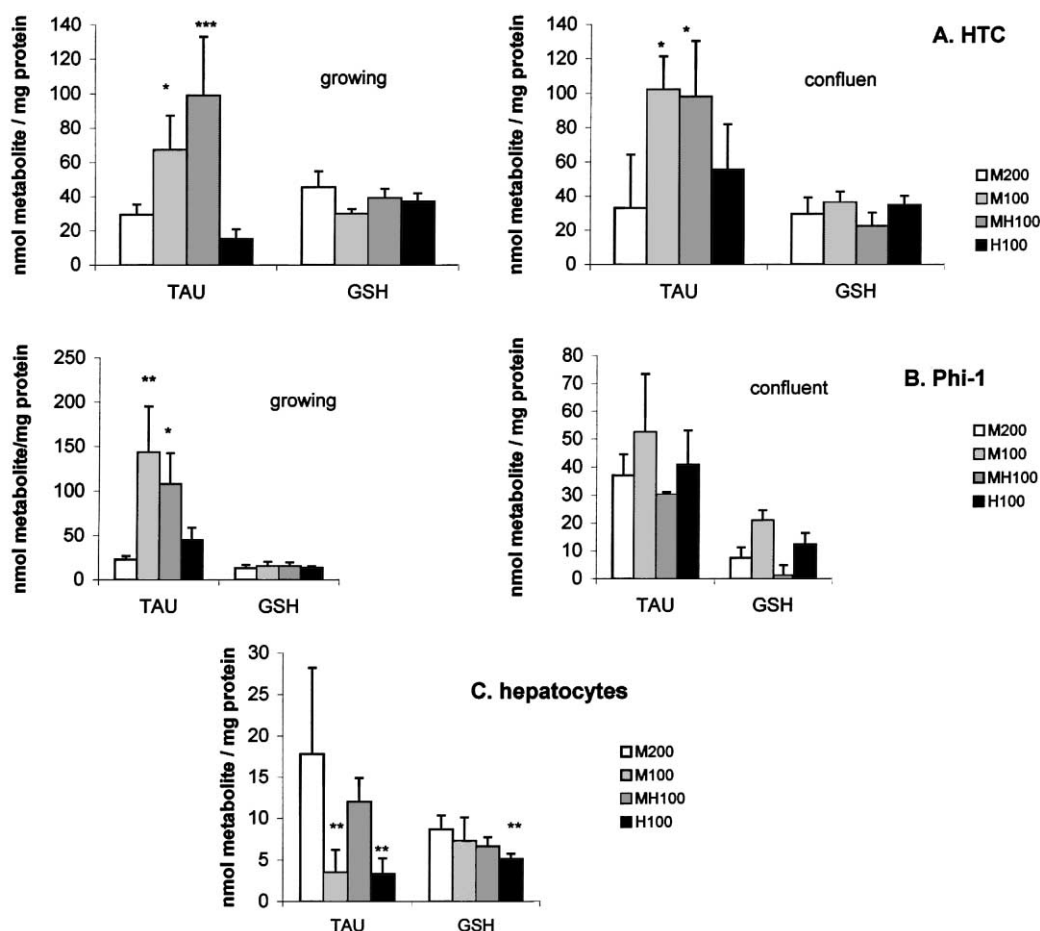 nmol metabolite / mg protein
140
120
100
80
60
40
20
0
growing
*
***
TAU
GSH
nmol metabolite / mg protein
140
120
100
80
60
40
20
0
confluen
*
*
TAU
GSH
A. HTC
M200
M100
MH100
H100
nmol metabolite/mg protein
250
200
150
100
50
0
growing
**
*
TAU
GSH
nmol metabolite / mg protein
80
70
60
50
40
30
20
10
0
confluent
TAU
GSH
B. Phi-1
M200
M100
MH100
H100
nmol metabolite / mg protein
30
25
20
15
10
5
0
C. hepatocytes
**
**
**
TAU
GSH
M200
M100
MH100
H100